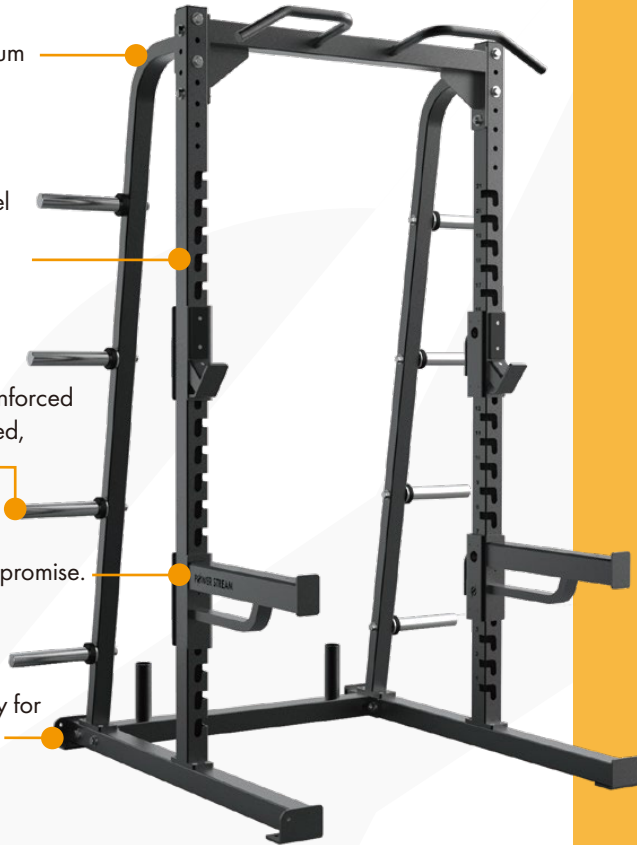 um
el
nforced
ed,
promise.
POWER STREAM
y for